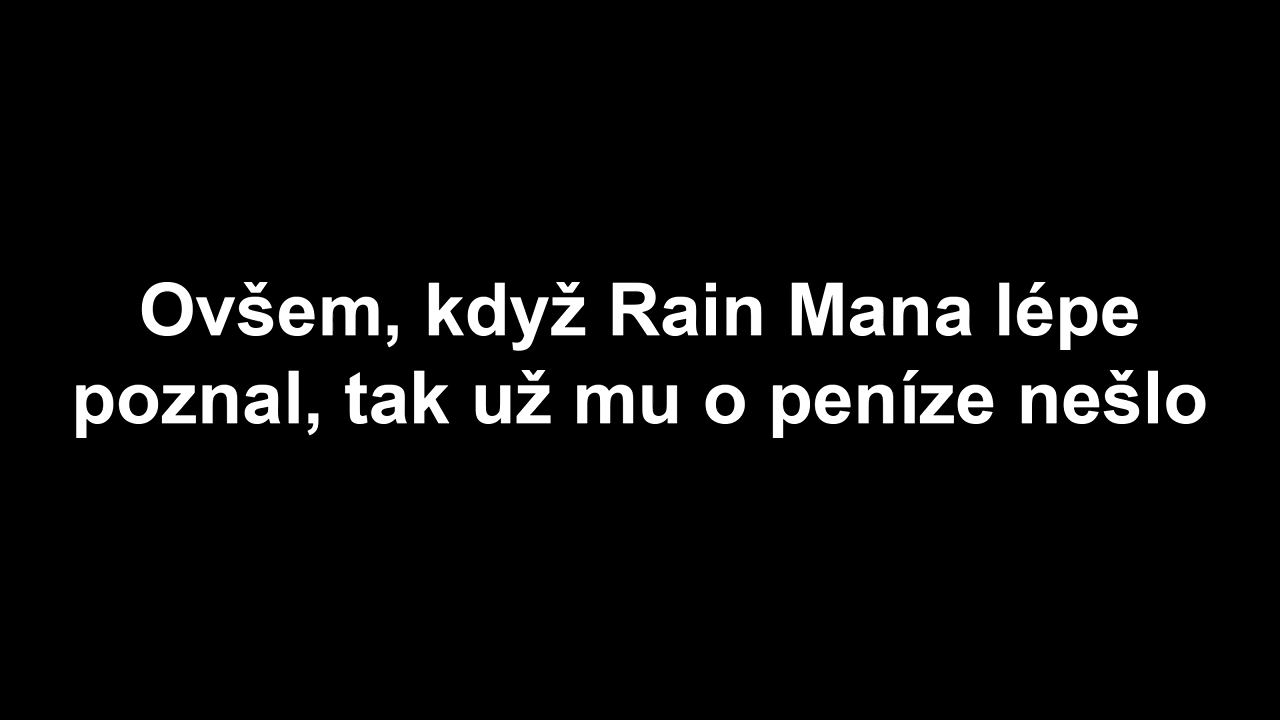 Ovšem, když Rain Mana lépe
poznal, tak už mu o peníze nešlo